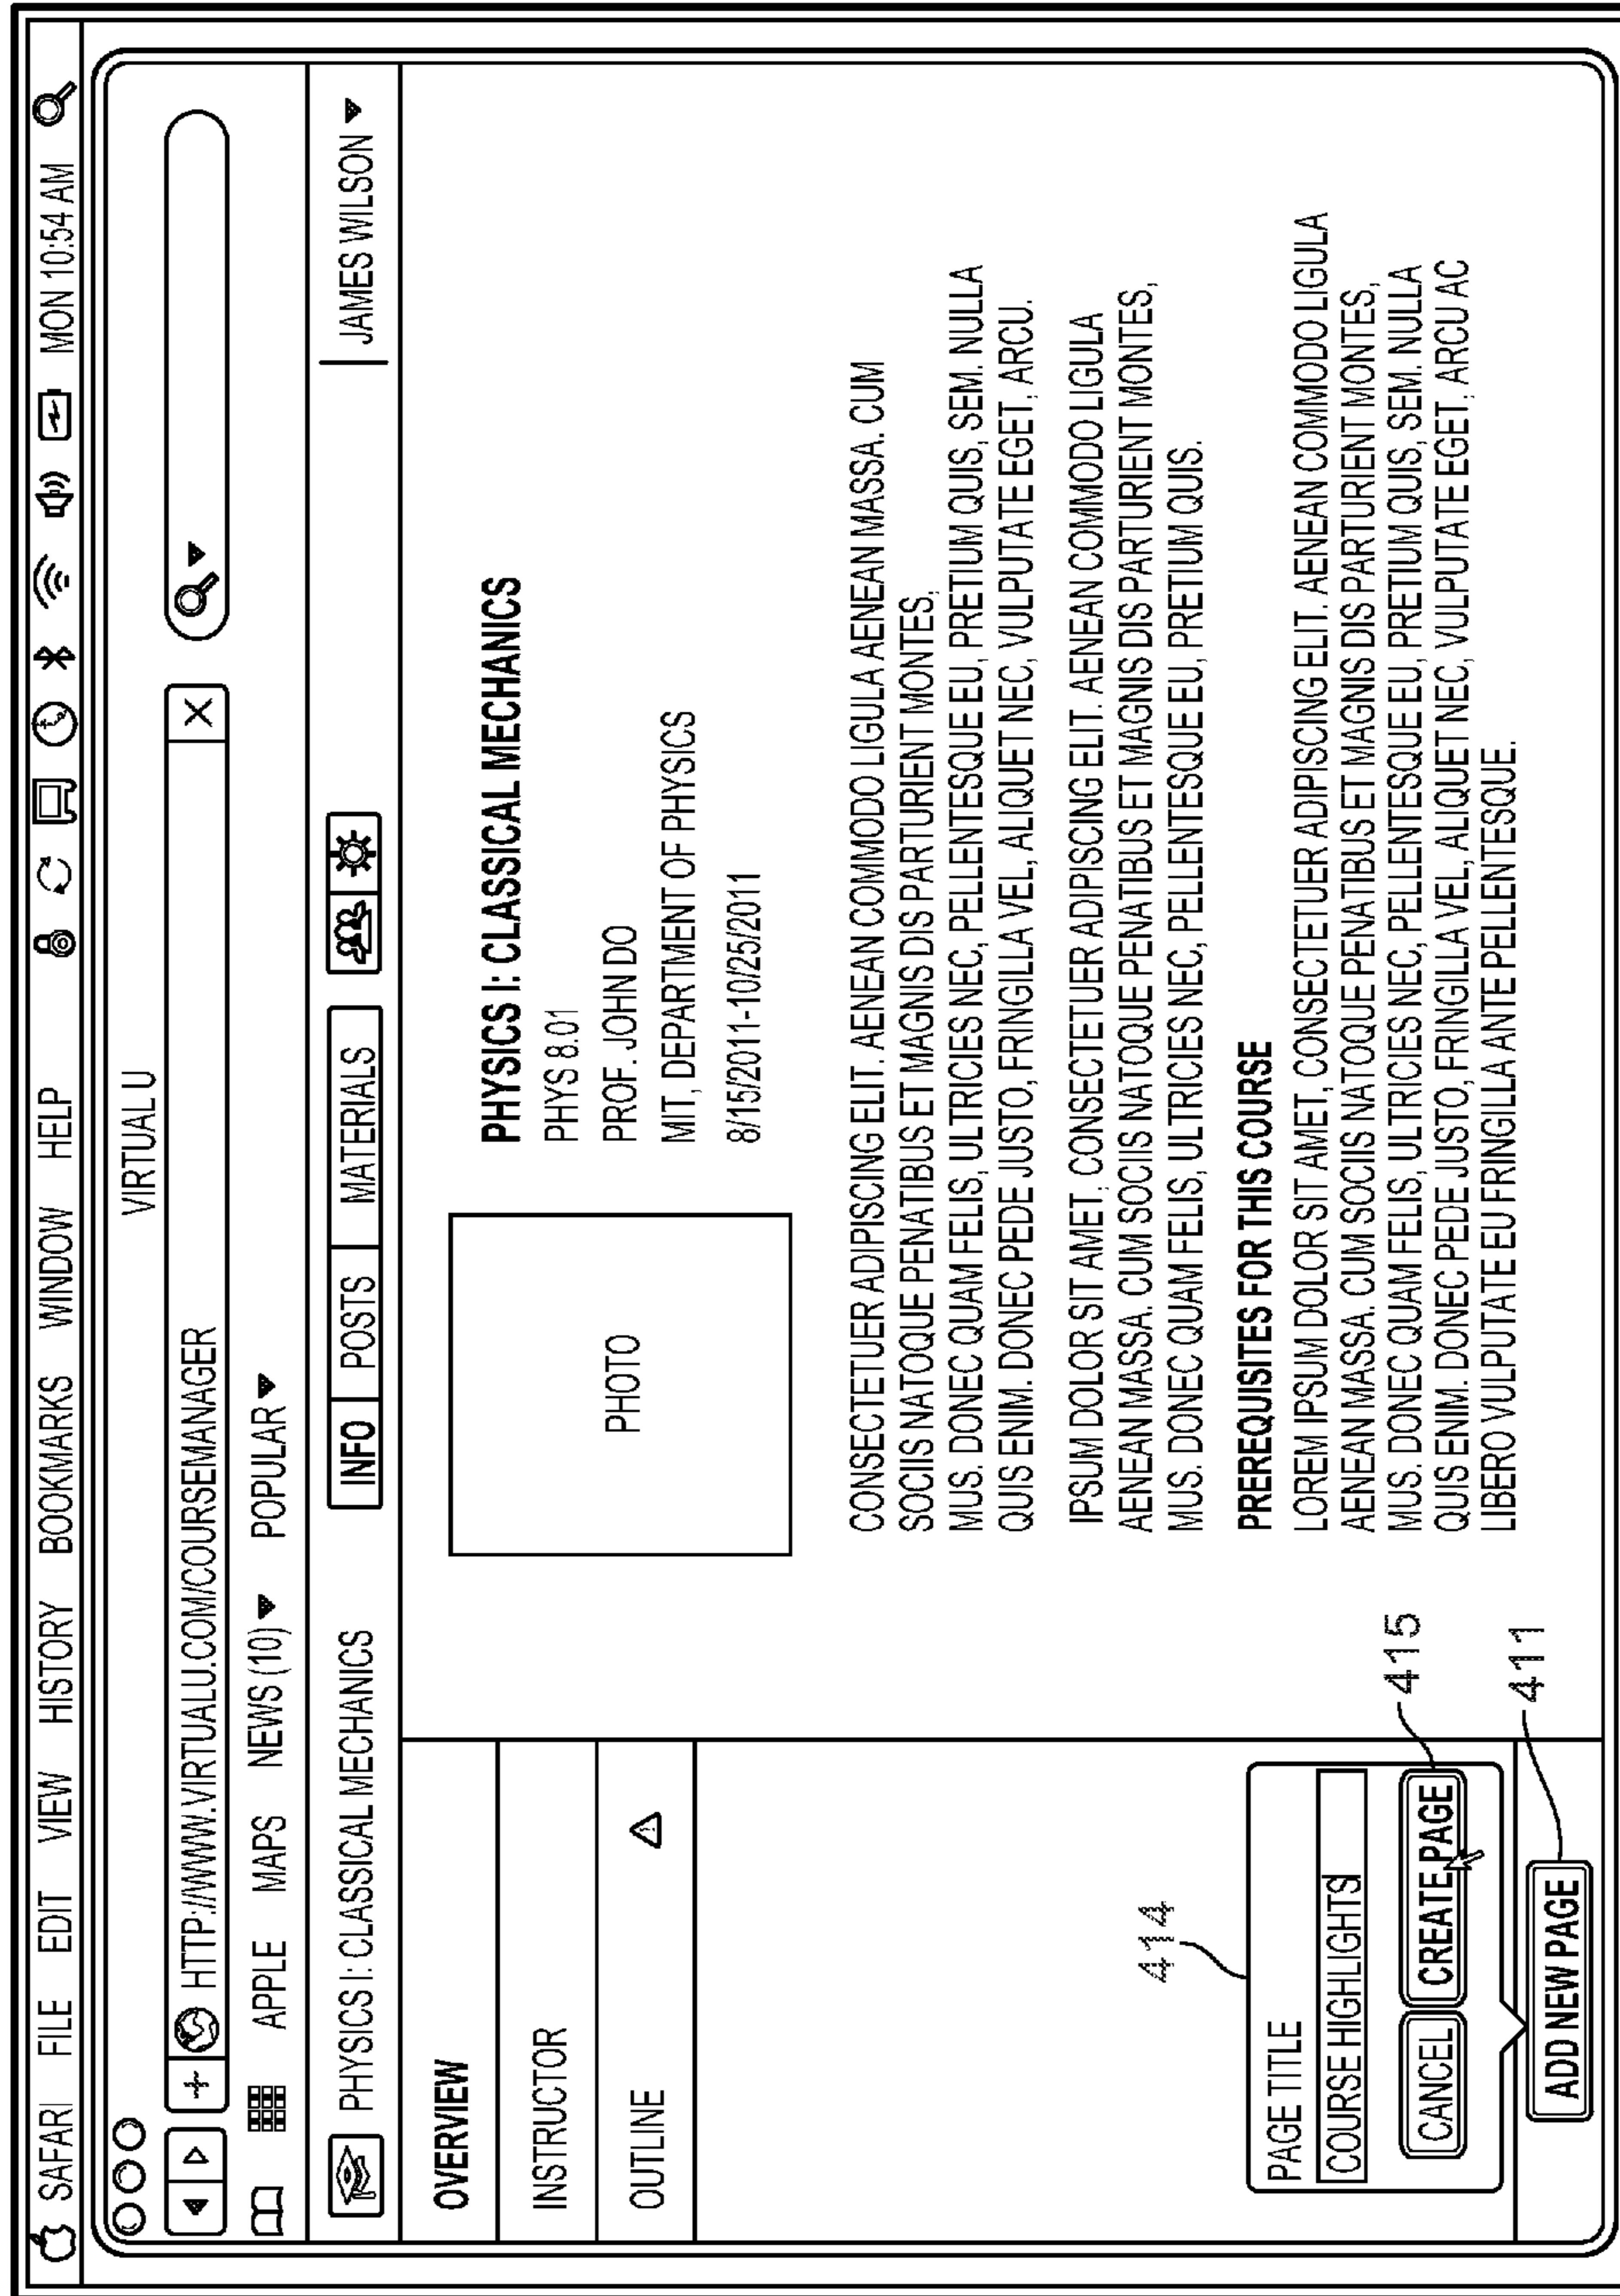 SAFARI FILE EDIT VIEW HISTORY BOOKMARKS WINDOW HELP MON 10:54 AM
VIRTUAL U
HTTP://WWW.VIRTUALU.COM/COURSEMANAGER
APPLE MAPS NEWS (10) POPULAR
PHYSICS I: CLASSICAL MECHANICS INFO POSTS MATERIALS JAMES WILSON
OVERVIEW
INSTRUCTOR
OUTLINE
PHOTO
PHYSICS I: CLASSICAL MECHANICS
PHYS 8.01
PROF. JOHN DO
MIT, DEPARTMENT OF PHYSICS
8/15/2011-10/25/2011
CONSECTETUER ADIPISCING ELIT. AENEAN COMMODO LIGULA AENEAN MASSA. CUM
SOCIIS NATOQUE PENATIBUS ET MAGNIS DIS PARTURIENT MONTES,
MUS. DONEC QUAM FELIS, ULTRICIES NEC, PELLENTESQUE EU, PRETIUM QUIS, SEM. NULLA
QUIS ENIM. DONEC PEDE JUSTO, FRINGILLA VEL, ALIQUET NEC, VULPUTATE EGET, ARCU.
IPSUM DOLOR SIT AMET, CONSECTETUER ADIPISCING ELIT. AENEAN COMMODO LIGULA
AENEAN MASSA. CUM SOCIIS NATOQUE PENATIBUS ET MAGNIS DIS PARTURIENT MONTES,
MUS. DONEC QUAM FELIS, ULTRICIES NEC, PELLENTESQUE EU, PRETIUM QUIS.
PREREQUISITES FOR THIS COURSE
LOREM IPSUM DOLOR SIT AMET, CONSECTETUER ADIPISCING ELIT. AENEAN COMMODO LIGULA
AENEAN MASSA. CUM SOCIIS NATOQUE PENATIBUS ET MAGNIS DIS PARTURIENT MONTES,
MUS. DONEC QUAM FELIS, ULTRICIES NEC, PELLENTESQUE EU, PRETIUM QUIS, SEM. NULLA
QUIS ENIM. DONEC PEDE JUSTO, FRINGILLA VEL, ALIQUET NEC, VULPUTATE EGET, ARCU AC
LIBERO VULPUTATE EU FRINGILLA ANTE PELLENTESQUE.
414
PAGE TITLE
COURSE HIGHLIGHTS
CANCEL CREATE PAGE 415
ADD NEW PAGE 411